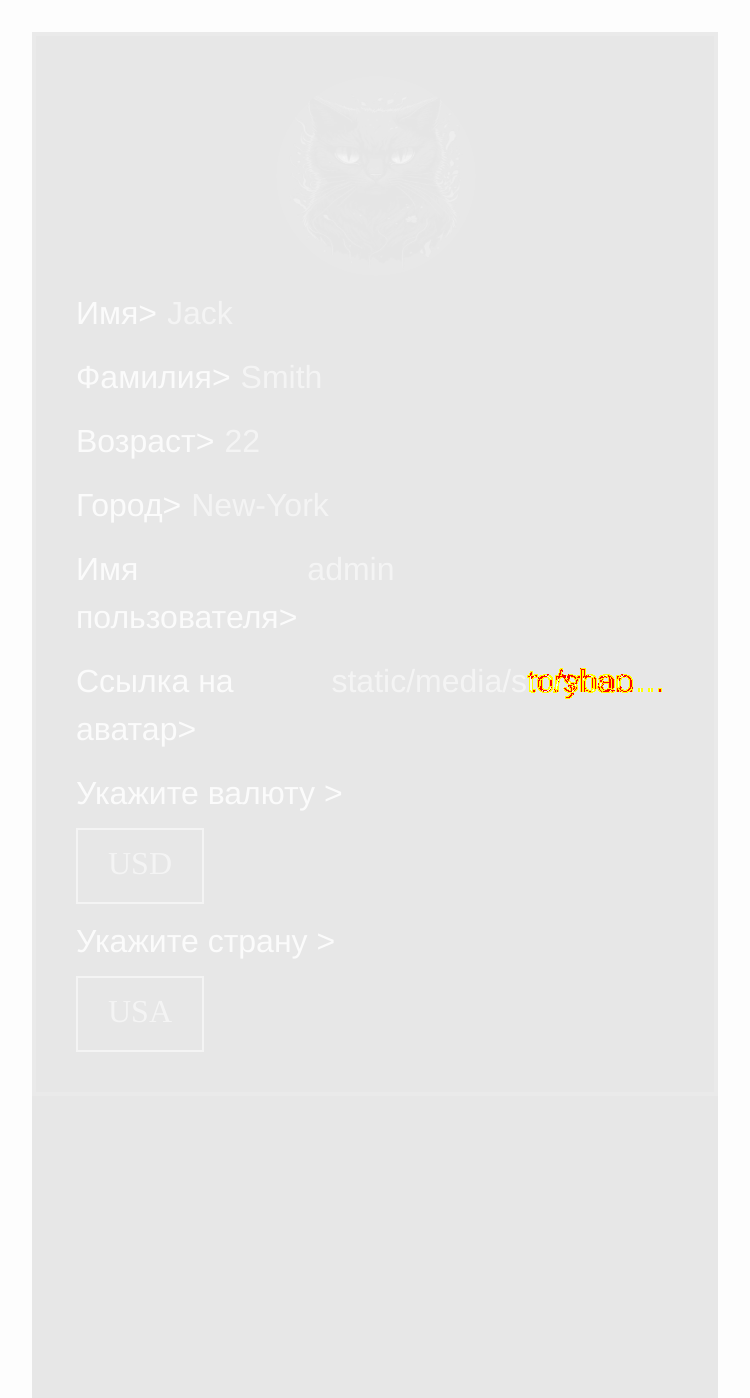 Имя> Jack
Фамилия> Smith
Возраст> 22
Город> New-York
Имя admin
пользователя>
Ссылка на static/media/
аватар>
Укажите валюту >
USD
Укажите страну >
USA